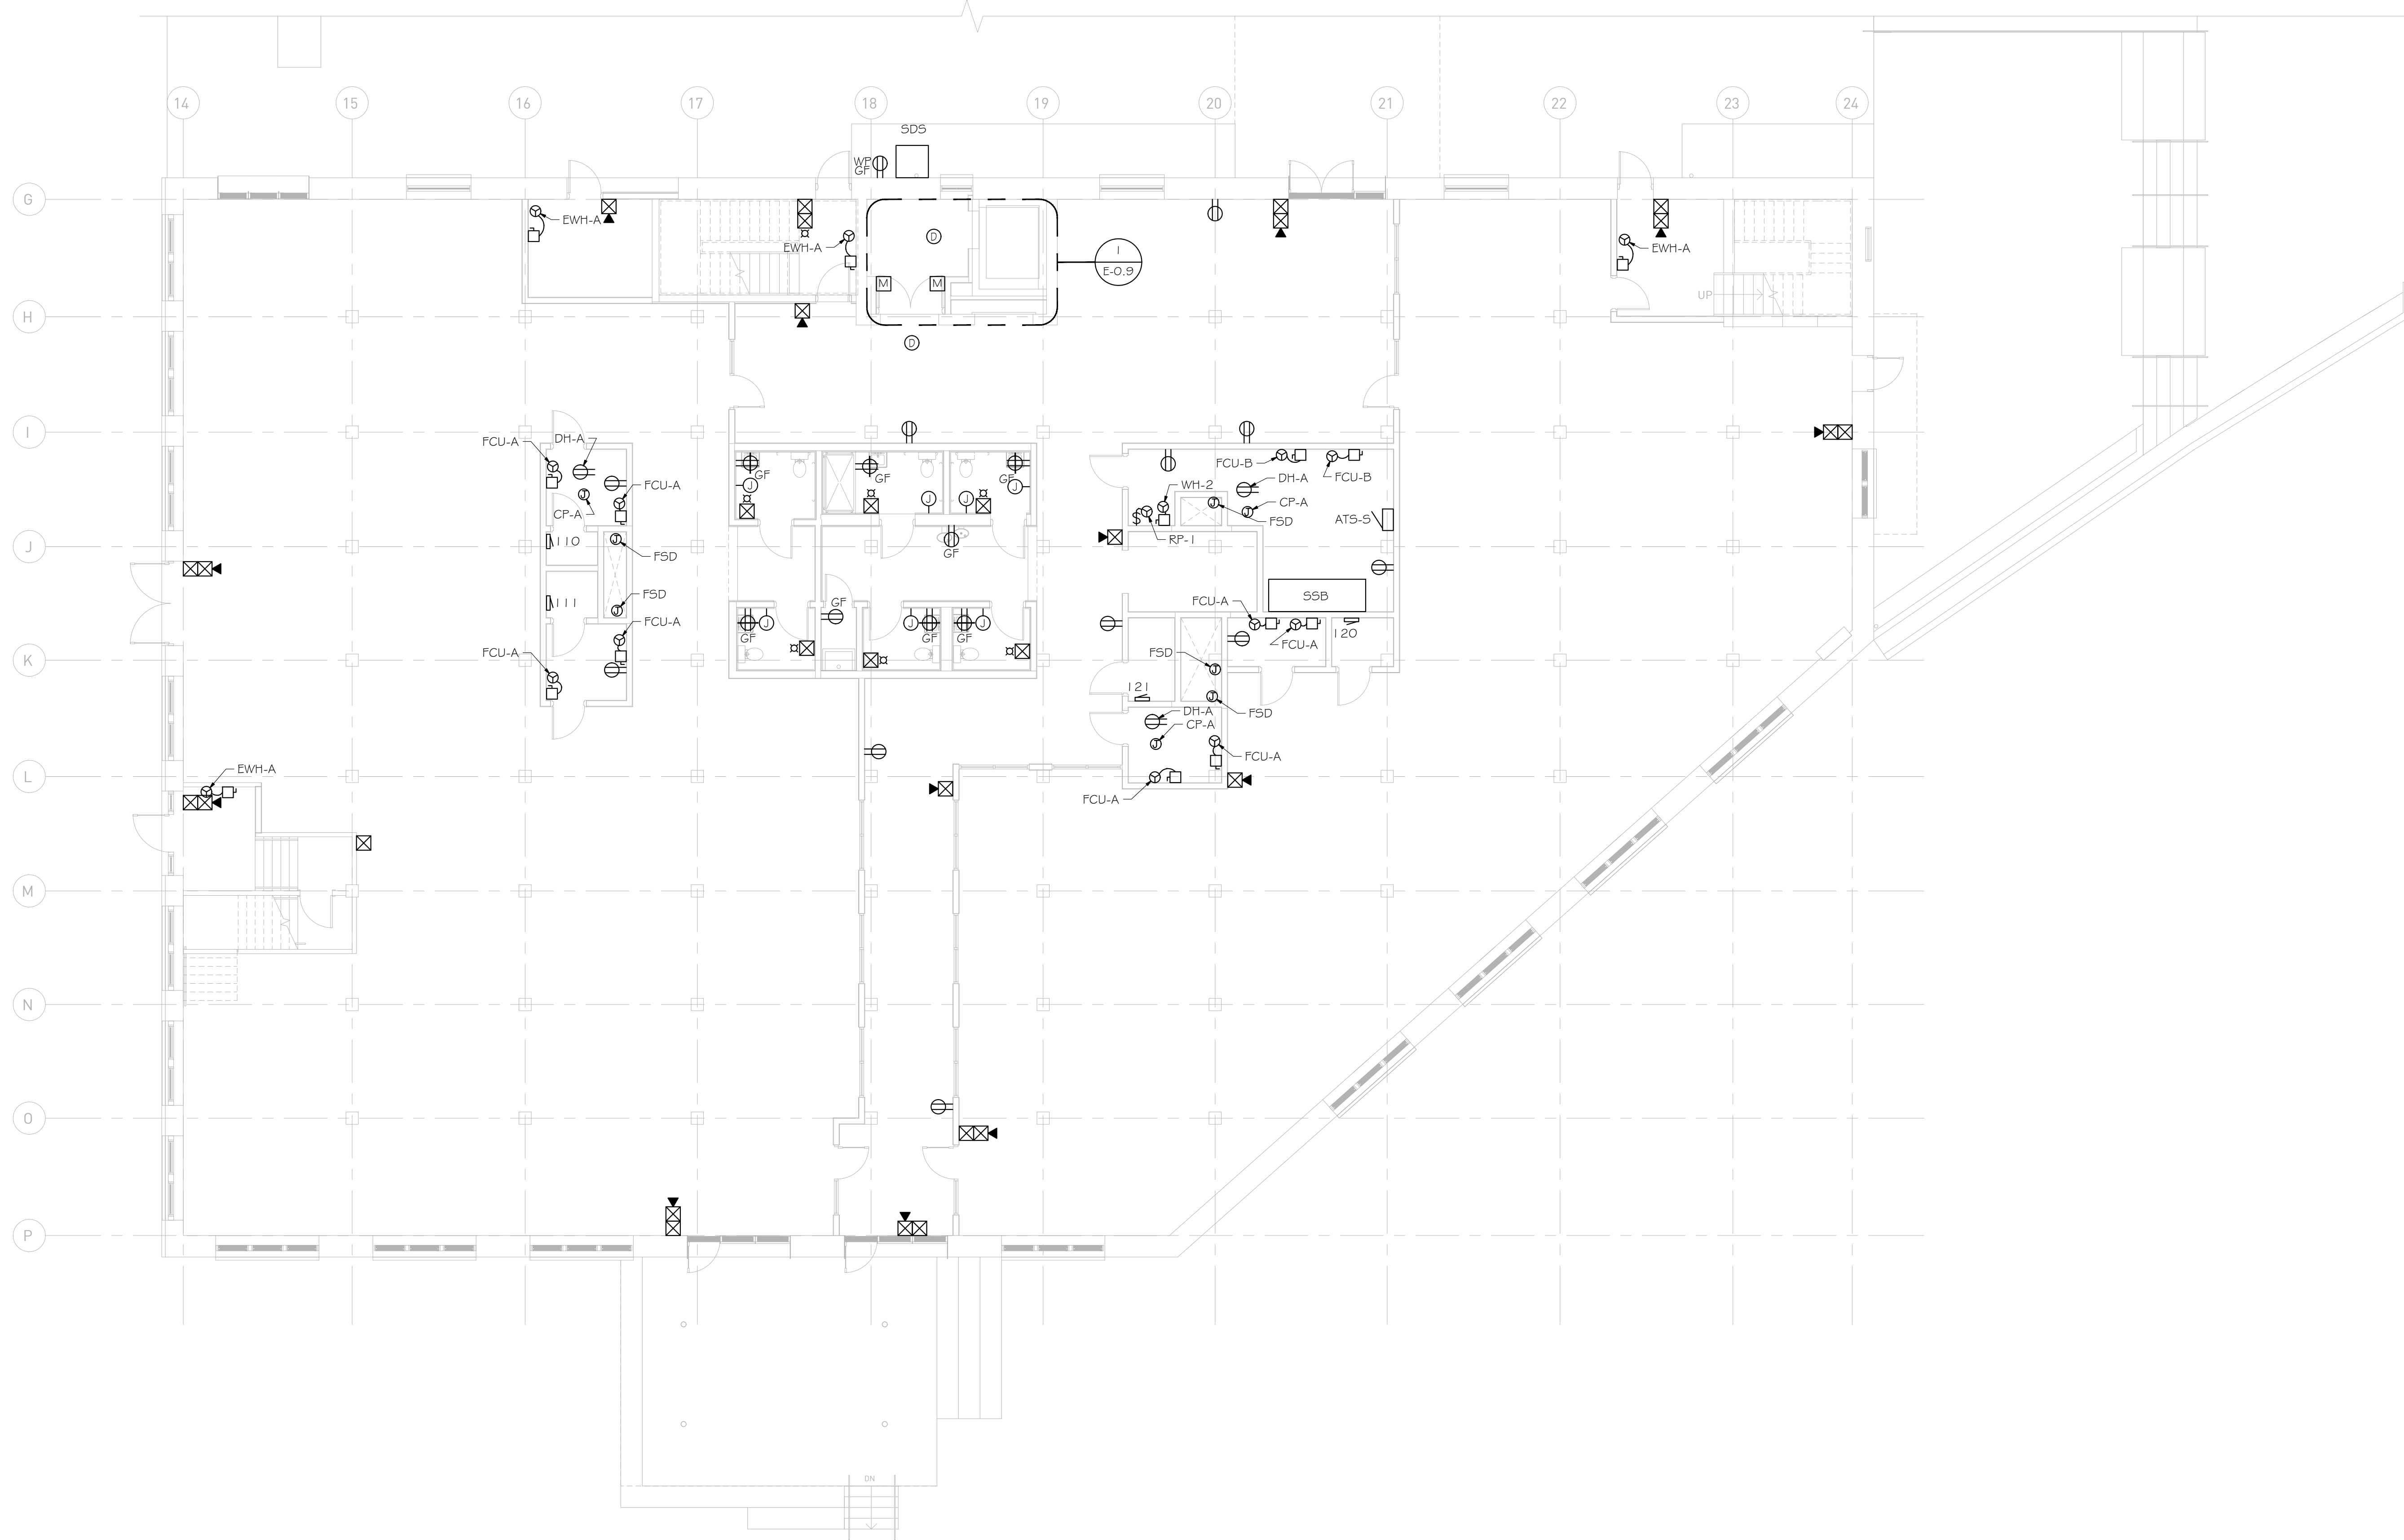 14 15 16 17 18 19 20 21 22 23 24
SDS
WP
GF
G
EWH-A
EWH-A
D
1
E-0.9
EWH-A
M M
UP
H
D
I
FCU-A
DH-A
FCU-A
CP-A
GF
GF
GF
J
J
J
J
FCU-B
FCU-B
DH-A
WH-2
CP-A
J
J
J
FSD
ATS-S
$
RP-1
J
110
J
FSD
GF
111
J
FSD
FCU-A
FCU-A
GF
GF
J
J
GF
J
SSB
FCU-A
FCU-A
120
K
FSD
J
121
J
FSD
DH-A
CP-A
J
FCU-A
FCU-A
L
EWH-A
M
N
O
P
DN